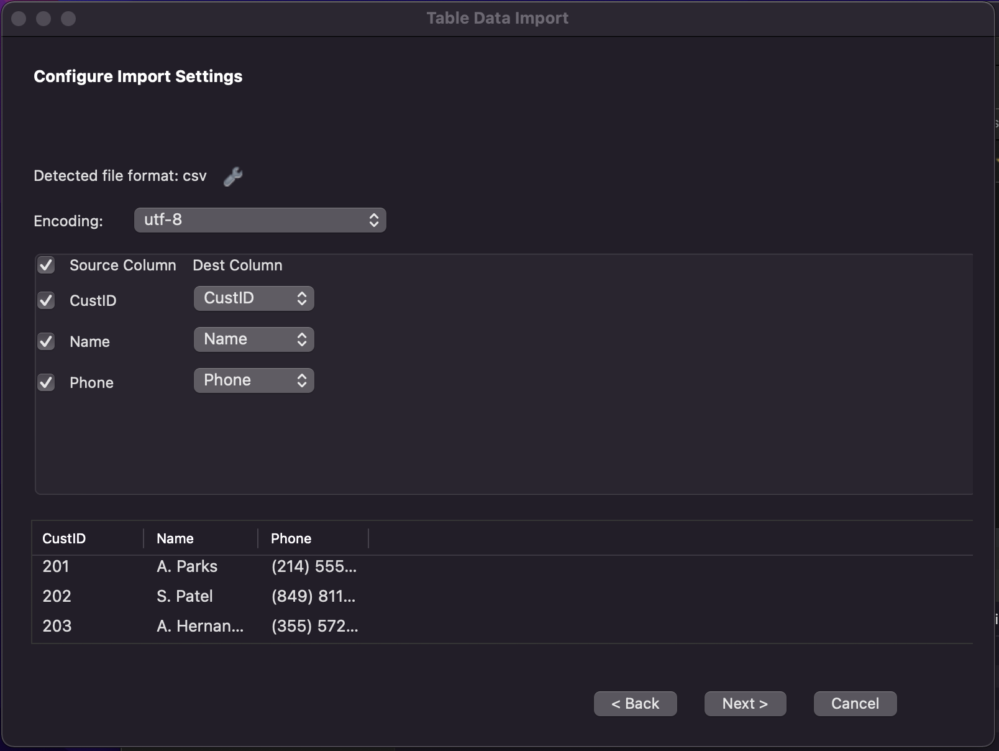 Table Data Import
Configure Import Settings
Detected file format: csv
Encoding: utf-8
Source Column Dest Column
CustID CustID
Name Name
Phone Phone
CustID Name Phone
201 A. Parks (214) 555...
202 S. Patel (849) 811...
203 A. Hernan... (355) 572...
< Back Next > Cancel